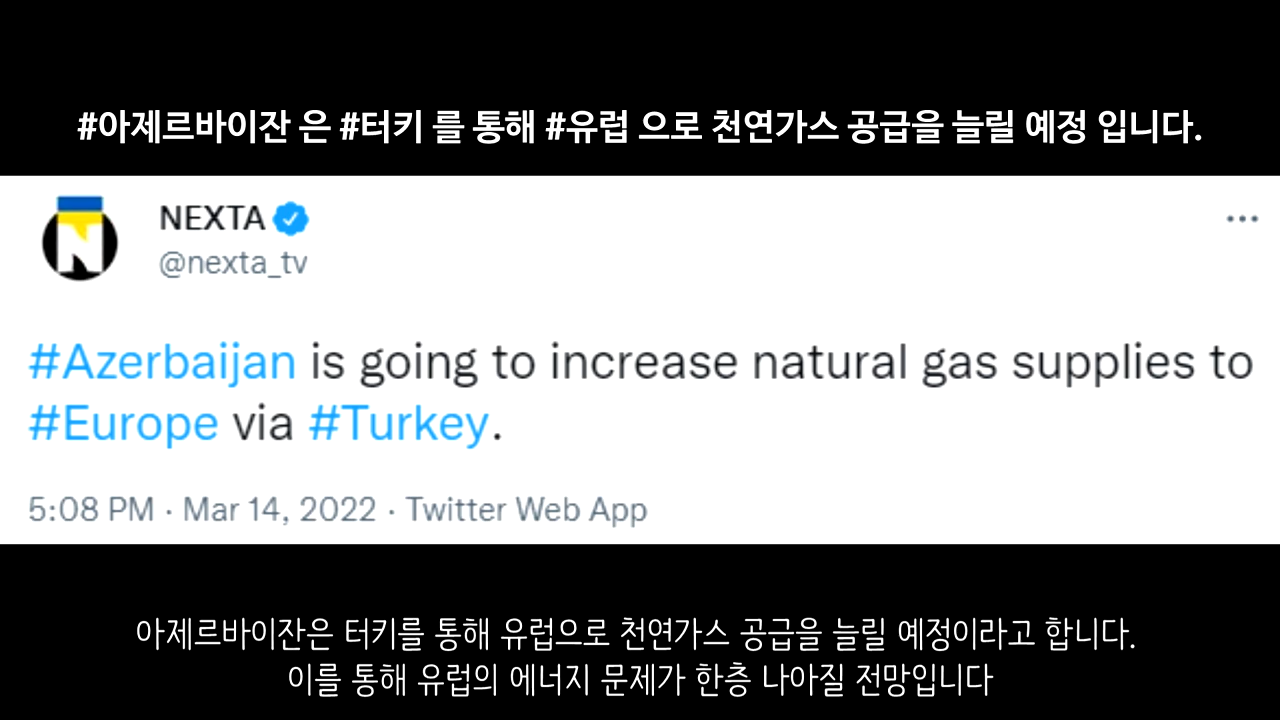 #아제르바이잔 은 #터키 를 통해 #유럽 으로 천연가스 공급을 늘릴 예정 입니다.
NEXTA
@nexta_tv
#Azerbaijan is going to increase natural gas supplies to
#Europe via #Turkey.
5:08 PM · Mar 14, 2022 · Twitter Web App
아제르바이잔은 터키를 통해 유럽으로 천연가스 공급을 늘릴 예정이라고 합니다.
이를 통해 유럽의 에너지 문제가 한층 나아질 전망입니다